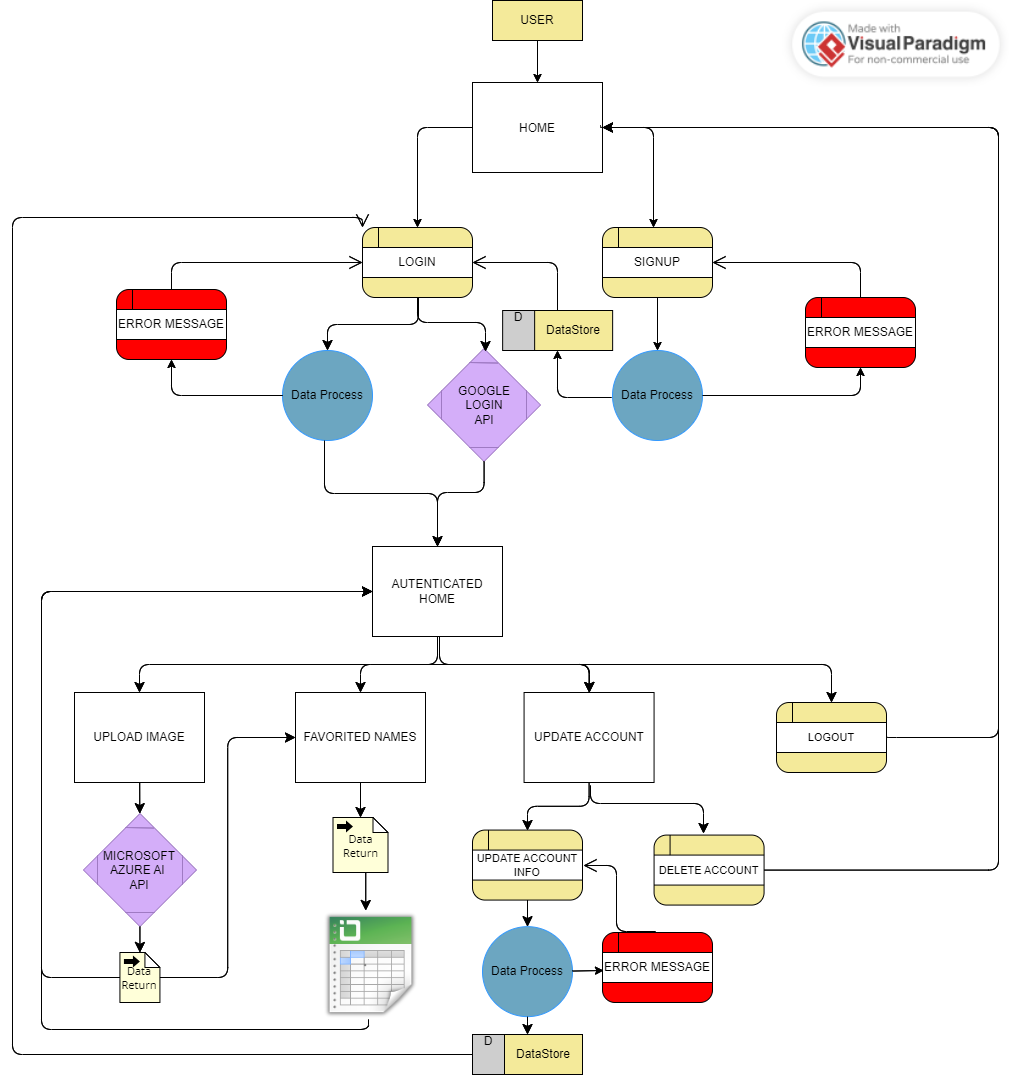 USER
Made with
Visual Paradigm
For non-commercial use
HOME
LOGIN
SIGNUP
ERROR MESSAGE
D
DataStore
ERROR MESSAGE
Data Process
GOOGLE
LOGIN
API
Data Process
AUTENTICATED
HOME
UPLOAD IMAGE
FAVORITED NAMES
UPDATE ACCOUNT
LOGOUT
MICROSOFT
AZURE AI
API
Data
Return
UPDATE ACCOUNT
INFO
DELETE ACCOUNT
Data
Return
Data Process
ERROR MESSAGE
D
DataStore